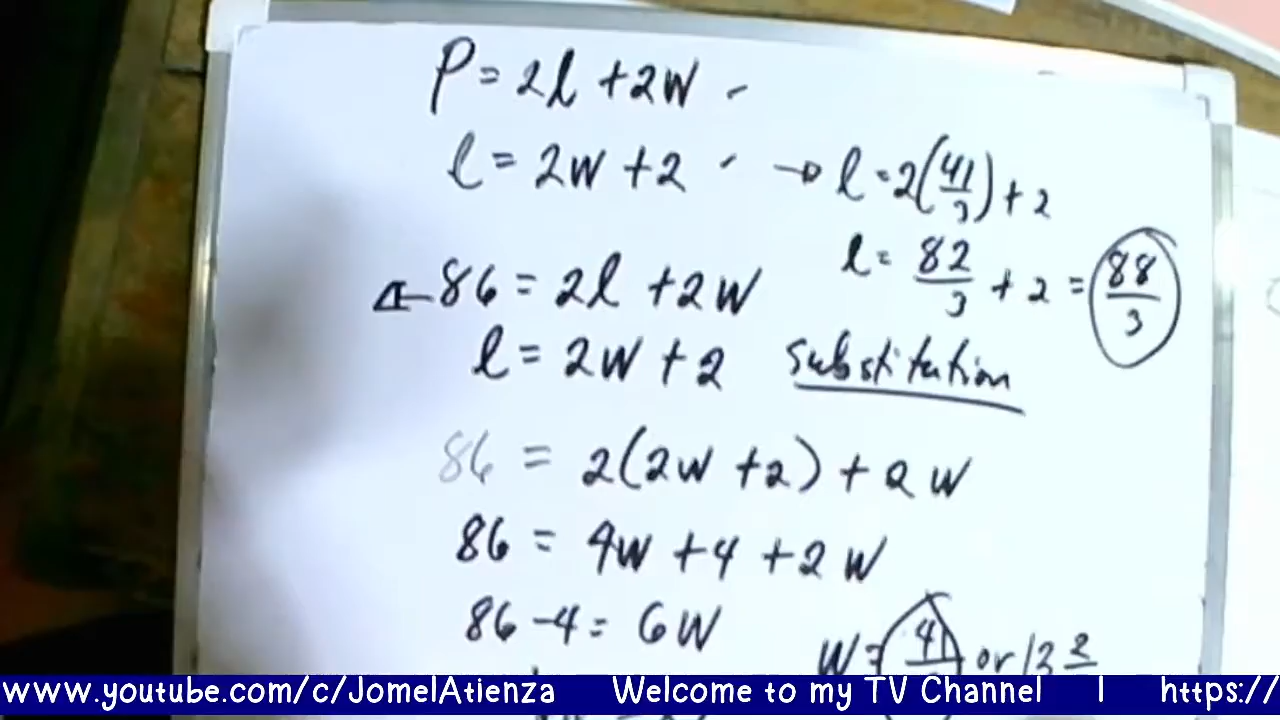 P = 2l + 2w
l = 2w + 2 → l = 2(41/3) + 2
l = 82/3 + 2 = 88/3
86 = 2l + 2w
l = 2w + 2 substitution
86 = 2(2w + 2) + 2w
86 = 4w + 4 + 2w
86 - 4 = 6w
w = 41 or 13 2
www.youtube.com/c/JomelAtienza Welcome to my TV Channel I https://